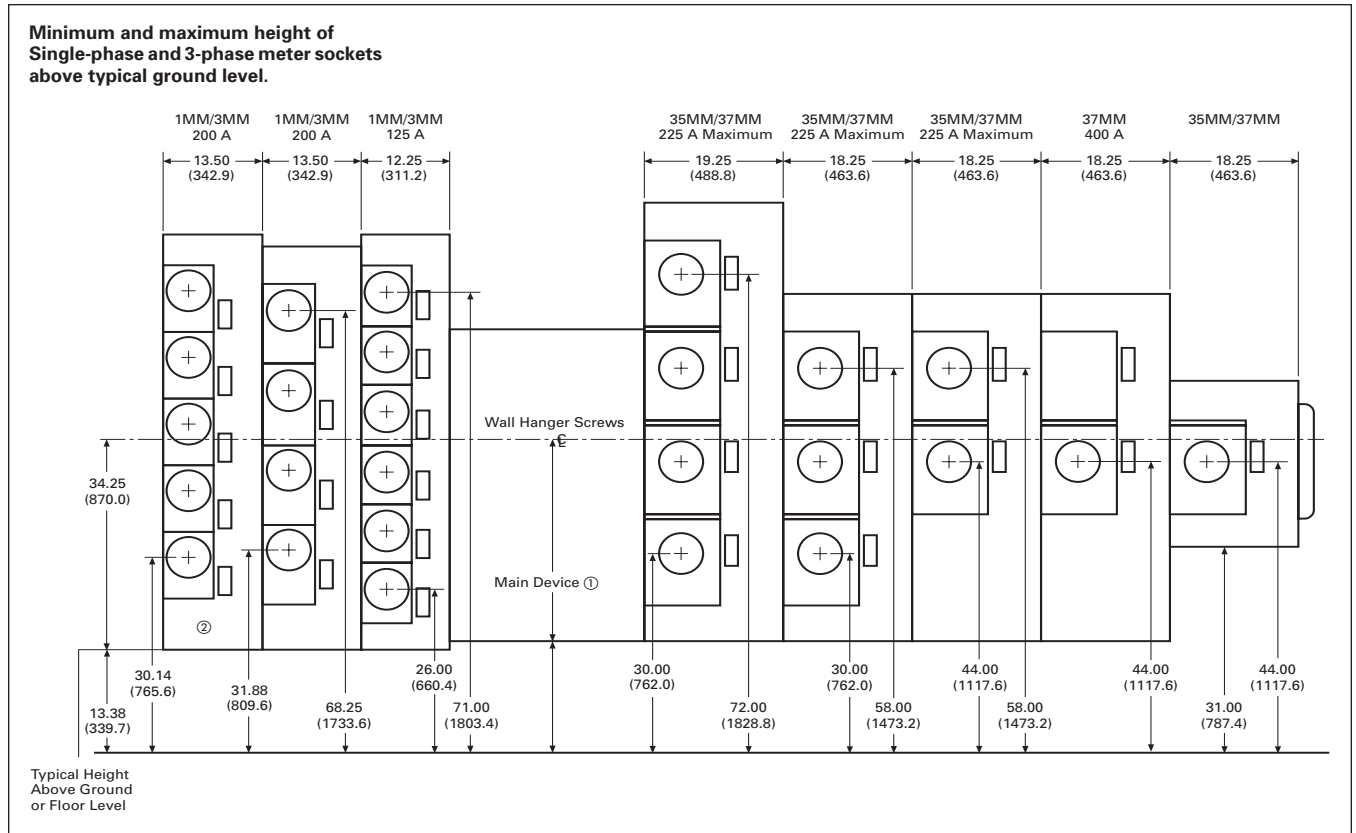 Minimum and maximum height of
Single-phase and 3-phase meter sockets
above typical ground level.
1MM/3MM
200 A
1MM/3MM
200 A
1MM/3MM
125 A
35MM/37MM
225 A Maximum
35MM/37MM
225 A Maximum
35MM/37MM
225 A Maximum
37MM
400 A
35MM/37MM
13.50
(342.9)
13.50
(342.9)
12.25
(311.2)
19.25
(488.8)
18.25
(463.6)
18.25
(463.6)
18.25
(463.6)
18.25
(463.6)
Wall Hanger Screws
℄
34.25
(870.0)
Main Device ①
②
30.14
(765.6)
31.88
(809.6)
68.25
(1733.6)
26.00
(660.4)
71.00
(1803.4)
30.00
(762.0)
72.00
(1828.8)
30.00
(762.0)
58.00
(1473.2)
44.00
(1117.6)
58.00
(1473.2)
44.00
(1117.6)
31.00
(787.4)
44.00
(1117.6)
13.38
(339.7)
Typical Height
Above Ground
or Floor Level